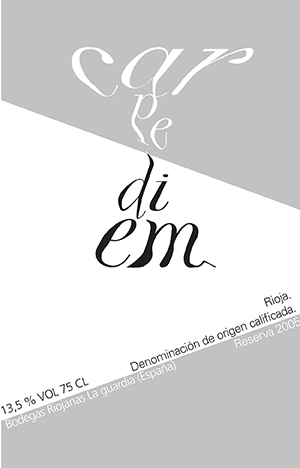 car
pe
di
em
Rioja.
Denominación de origen calificada.
Reserva 2005
13,5 % VOL 75 CL
Bodegas Riojanas La guardia (España)